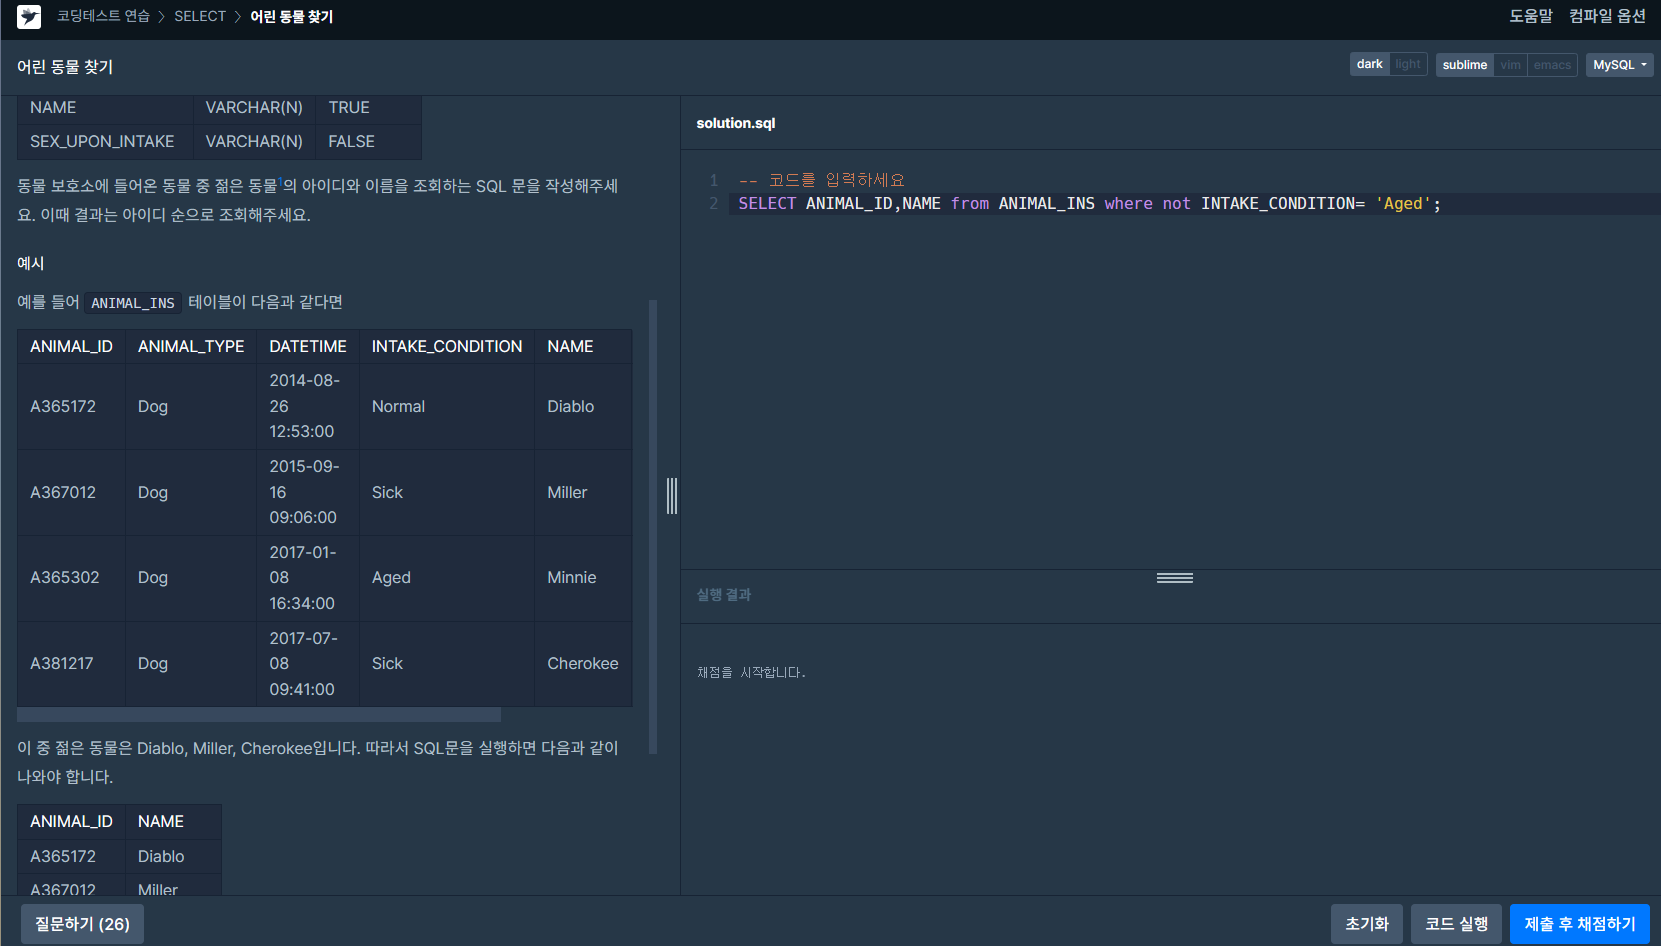 코딩테스트 연습 > SELECT > 어린 동물 찾기
도움말 컴파일 옵션
어린 동물 찾기
dark light sublime vim emacs MySQL
NAME VARCHAR(N) TRUE
SEX_UPON_INTAKE VARCHAR(N) FALSE
동물 보호소에 들어온 동물 중 젊은 동물1의 아이디와 이름을 조회하는 SQL 문을 작성해주세
요. 이때 결과는 아이디 순으로 조회해주세요.
예시
예를 들어 ANIMAL_INS 테이블이 다음과 같다면
ANIMAL_ID ANIMAL_TYPE DATETIME INTAKE_CONDITION NAME
A365172 Dog 2014-08-26 12:53:00 Normal Diablo
A367012 Dog 2015-09-16 09:06:00 Sick Miller
A365302 Dog 2017-01-08 16:34:00 Aged Minnie
A381217 Dog 2017-07-08 09:41:00 Sick Cherokee
이 중 젊은 동물은 Diablo, Miller, Cherokee입니다. 따라서 SQL문을 실행하면 다음과 같이
나와야 합니다.
ANIMAL_ID NAME
A365172 Diablo
A367012 Miller
solution.sql
1 -- 코드를 입력하세요
2 SELECT ANIMAL_ID,NAME from ANIMAL_INS where not INTAKE_CONDITION= 'Aged';
실행 결과
채점을 시작합니다.
질문하기 (26)
초기화 코드 실행 제출 후 채점하기